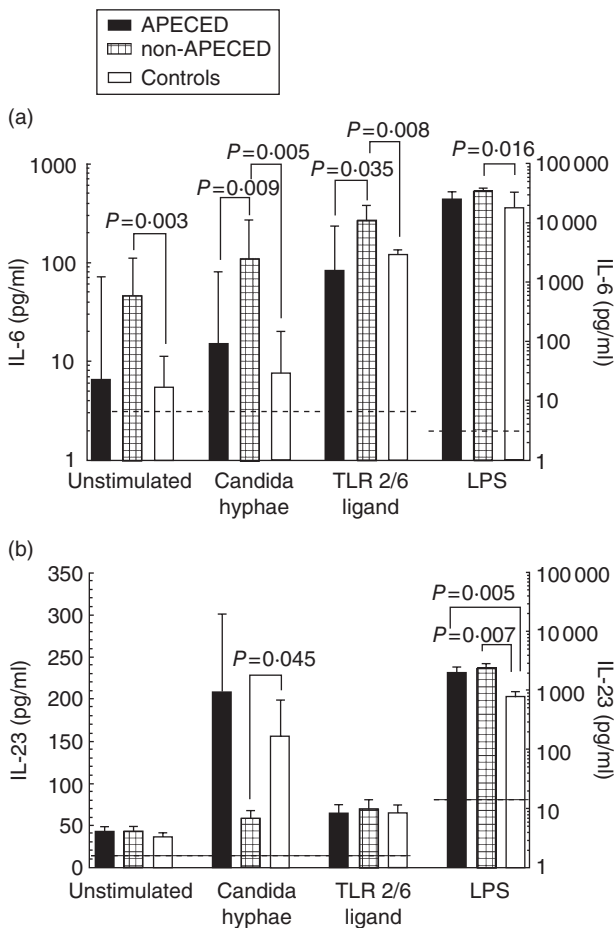 APECED
non-APECED
Controls
(a)
1000
100
10
1
IL-6 (pg/ml)
P=0·003
P=0·009
P=0·005
P=0·035
P=0·008
P=0·016
100 000
10 000
1000
100
10
1
IL-6 (pg/ml)
Unstimulated
Candida
hyphae
TLR 2/6
ligand
LPS
(b)
350
300
250
200
150
100
50
0
IL-23
(pg/ml)
P=0·045
P=0·005
P=0·007
100 000
10 000
1000
100
10
1
IL-23
(pg/ml)
Unstimulated
Candida
hyphae
TLR 2/6
ligand
LPS